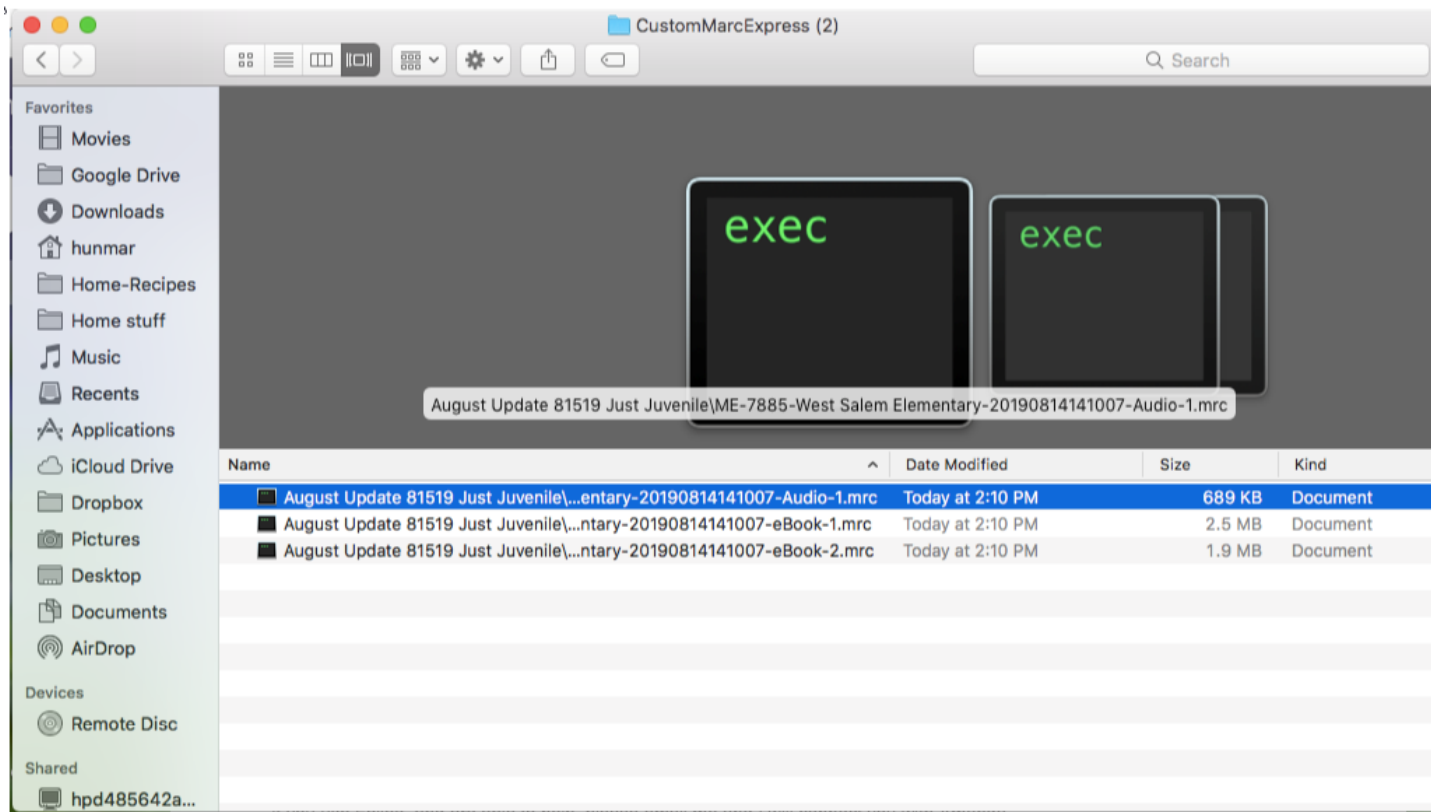 CustomMarcExpress (2)
Search
Favorites
Movies
Google Drive
Downloads
hunmar
Home-Recipes
Home stuff
Music
Recents
Applications
iCloud Drive
Dropbox
Pictures
Desktop
Documents
AirDrop
Devices
Remote Disc
Shared
hpd485642a...
exec
exec
August Update 81519 Just Juvenile\ME-7885-West Salem Elementary-20190814141007-Audio-1.mrc
Name Date Modified Size Kind
August Update 81519 Just Juvenile\...entary-20190814141007-Audio-1.mrc Today at 2:10 PM 689 KB Document
August Update 81519 Just Juvenile\...ntary-20190814141007-eBook-1.mrc Today at 2:10 PM 2.5 MB Document
August Update 81519 Just Juvenile\...ntary-20190814141007-eBook-2.mrc Today at 2:10 PM 1.9 MB Document